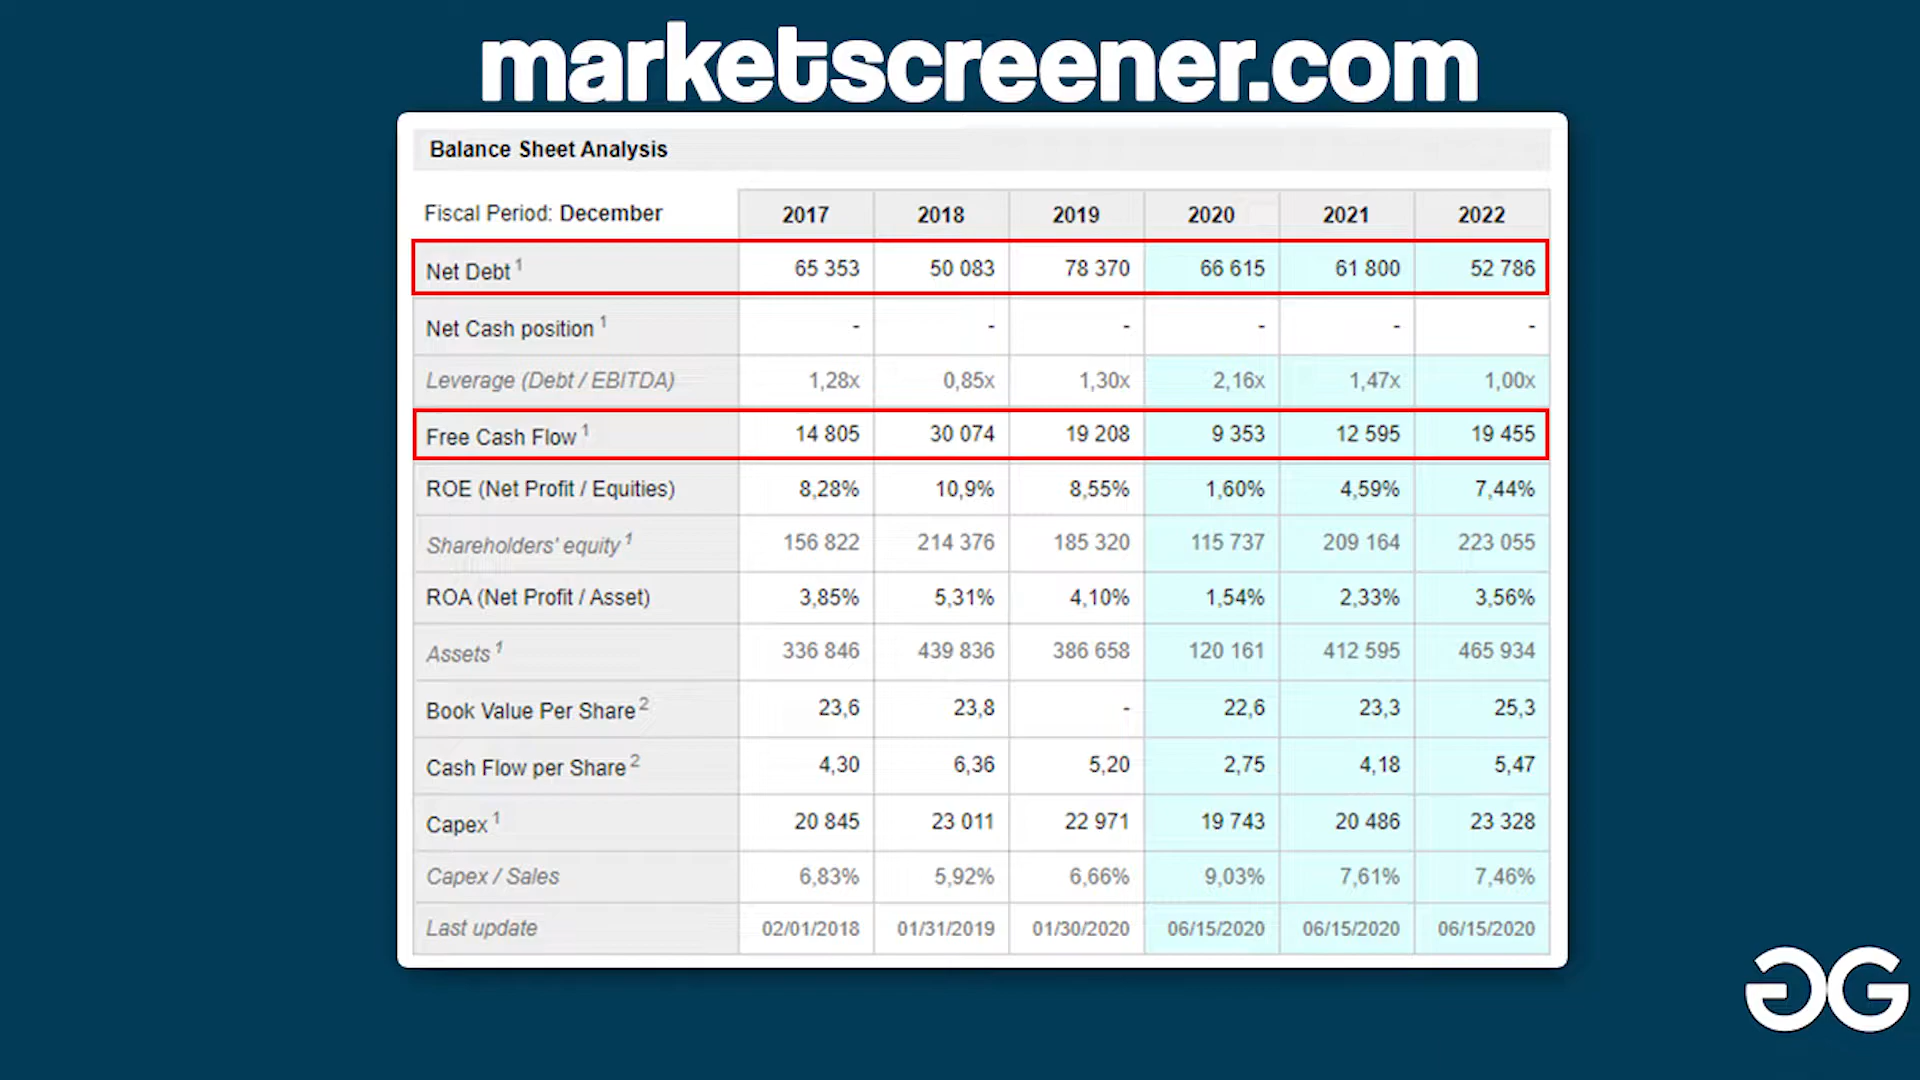 marketscreener.com
Balance Sheet Analysis
Fiscal Period: December 2017 2018 2019 2020 2021 2022
Net Debt 1 65 353 50 083 78 370 66 615 61 800 52 786
Net Cash position 1 - - - - - -
Leverage (Debt / EBITDA) 1,28x 0,85x 1,30x 2,16x 1,47x 1,00x
Free Cash Flow 1 14 805 30 074 19 208 9 353 12 595 19 455
ROE (Net Profit / Equities) 8,28% 10,9% 8,55% 1,60% 4,59% 7,44%
Shareholders' equity 1 156 822 214 376 185 320 115 737 209 164 223 055
ROA (Net Profit / Asset) 3,85% 5,31% 4,10% 1,54% 2,33% 3,56%
Assets 1 336 846 439 836 386 658 120 161 412 595 465 934
Book Value Per Share 2 23,6 23,8 - 22,6 23,3 25,3
Cash Flow per Share 2 4,30 6,36 5,20 2,75 4,18 5,47
Capex 1 20 845 23 011 22 971 19 743 20 486 23 328
Capex / Sales 6,83% 5,92% 6,66% 9,03% 7,61% 7,46%
Last update 02/01/2018 01/31/2019 01/30/2020 06/15/2020 06/15/2020 06/15/2020
GG